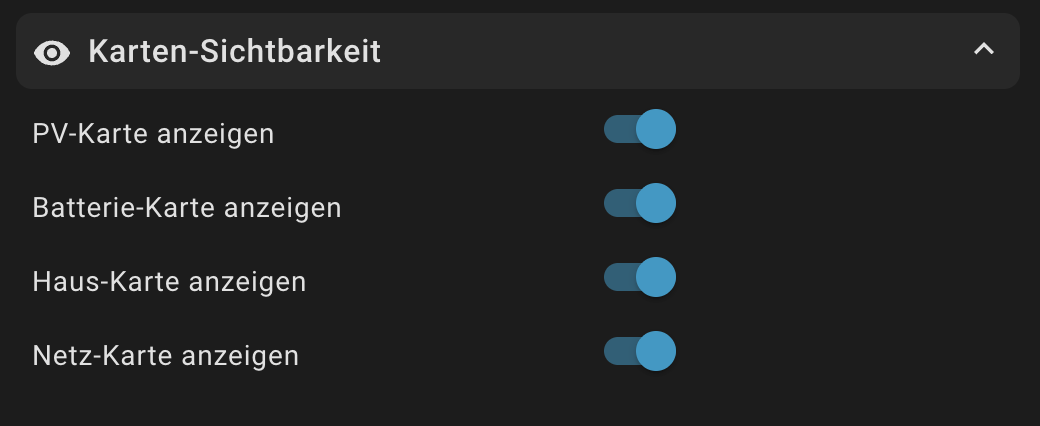 Karten-Sichtbarkeit
PV-Karte anzeigen
Batterie-Karte anzeigen
Haus-Karte anzeigen
Netz-Karte anzeigen